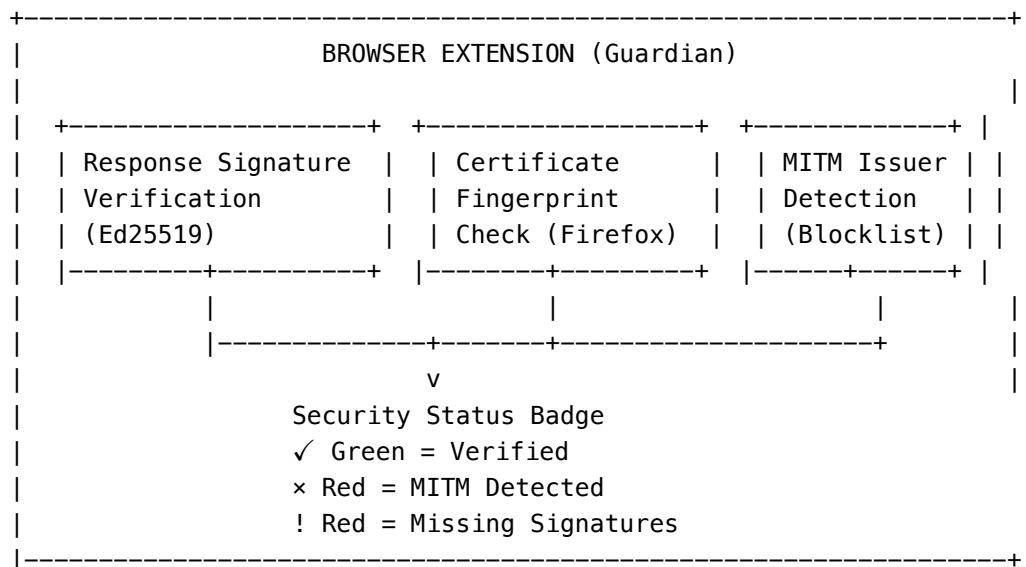 BROWSER EXTENSION (Guardian)
Response Signature
Verification
(Ed25519)
Certificate
Fingerprint
Check (Firefox)
MITM Issuer
Detection
(Blocklist)
v
Security Status Badge
✓ Green = Verified
× Red = MITM Detected
! Red = Missing Signatures